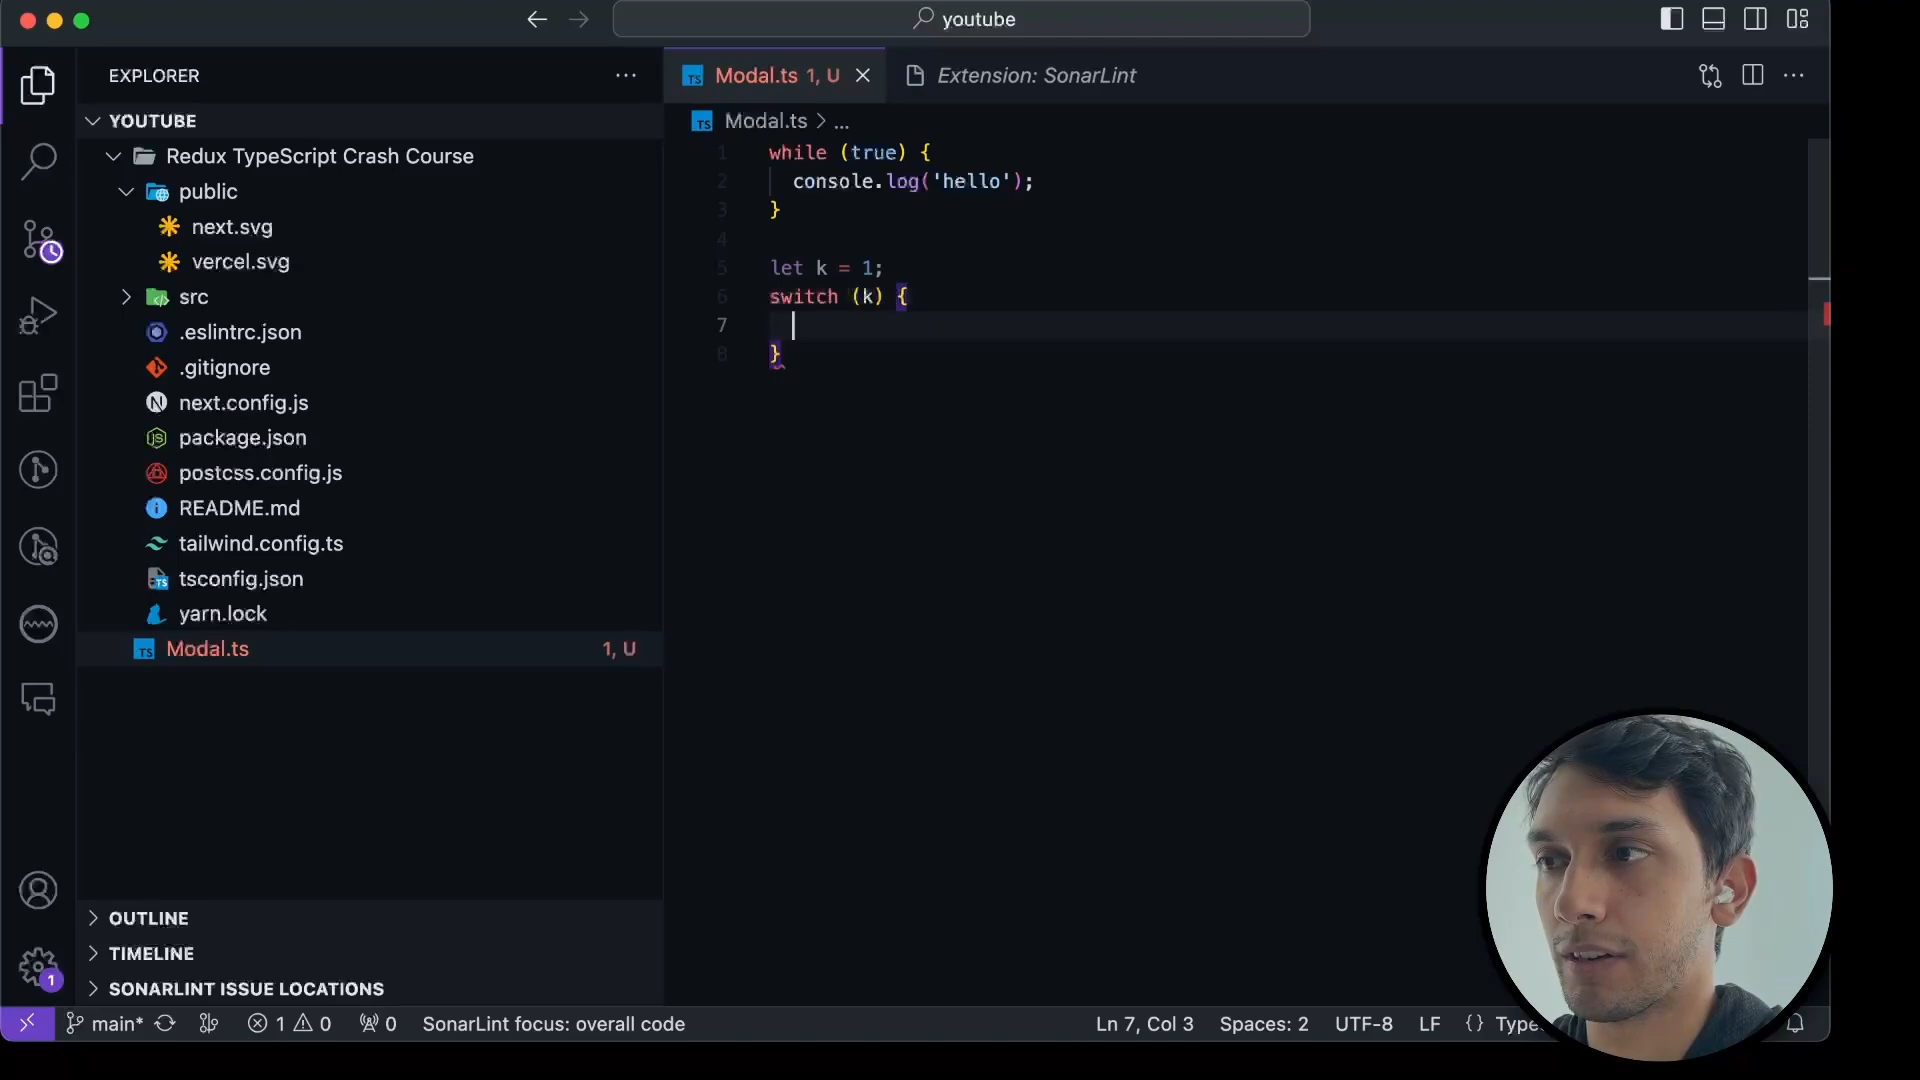 youtube
EXPLORER
Modal.ts 1, U
Extension: SonarLint
YOUTUBE
TS Modal.ts > ...
Redux TypeScript Crash Course
public
next.svg
vercel.svg
src
.eslintrc.json
.gitignore
next.config.js
package.json
postcss.config.js
README.md
tailwind.config.ts
tsconfig.json
yarn.lock
TS Modal.ts 1, U
1 while (true) {
2 console.log('hello');
3 }
4
5 let k = 1;
6 switch (k) {
7
8 }
OUTLINE
TIMELINE
SONARLINT ISSUE LOCATIONS
1
main* 1 0 0 SonarLint focus: overall code Ln 7, Col 3 Spaces: 2 UTF-8 LF {} Type